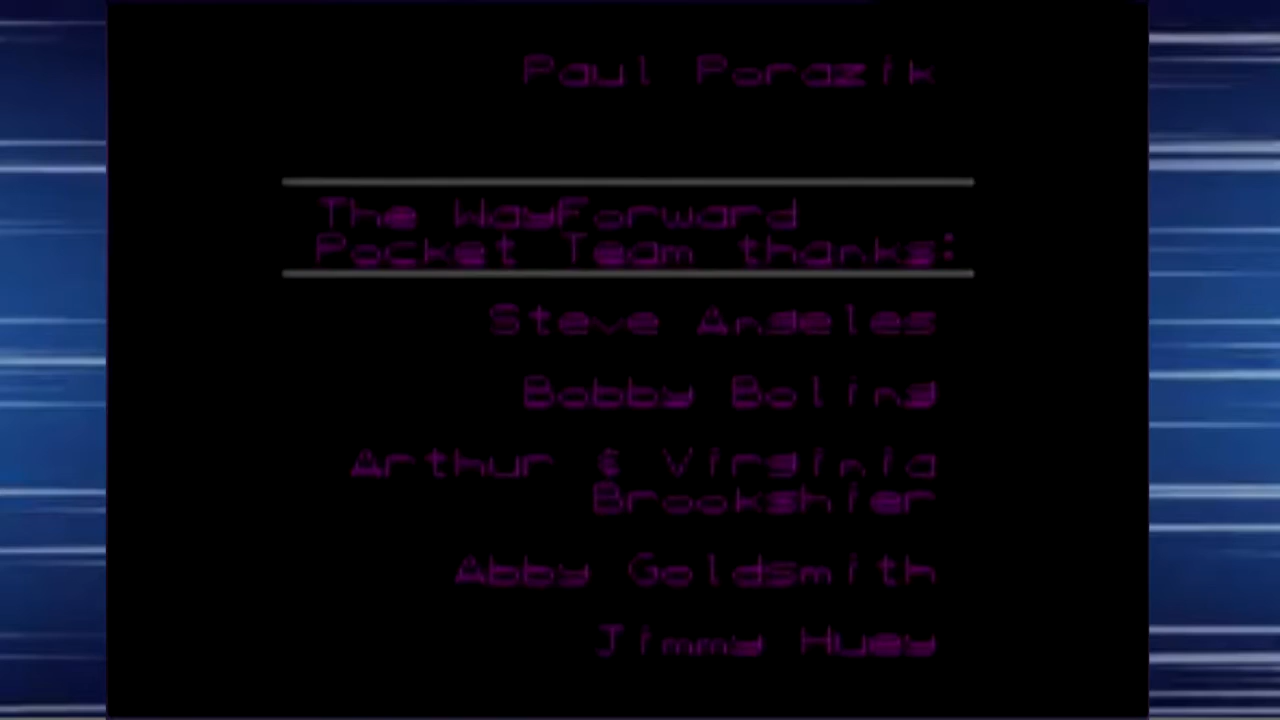 Paul Porazik
The WayForward
Pocket Team thanks:
Steve Angeles
Bobby Boling
Arthur & Virginia
Brookshier
Abby Goldsmith
Jimmy Huey